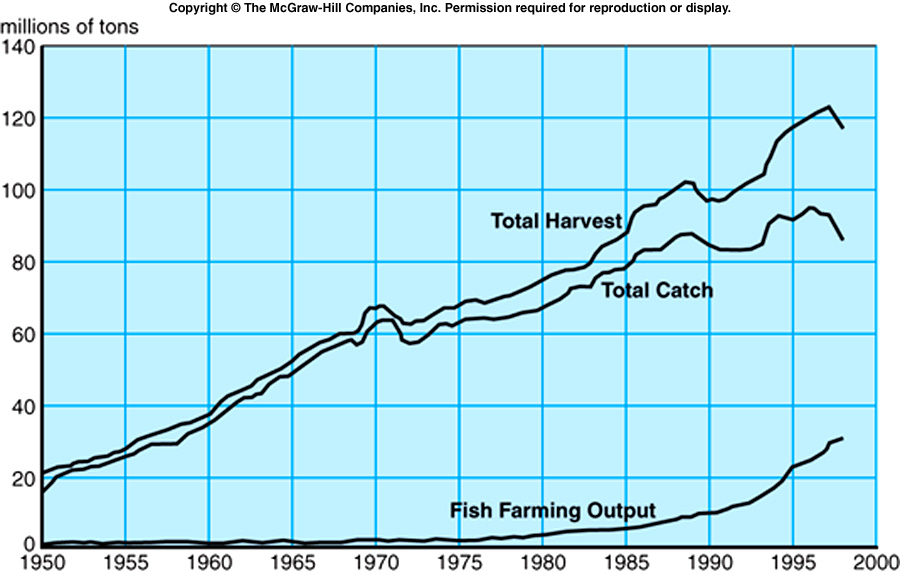 Copyright © The McGraw-Hill Companies, Inc. Permission required for reproduction or display.
millions of tons
140
120
100
Total Harvest
80
Total Catch
60
40
20
Fish Farming Output
0
1950 1955 1960 1965 1970 1975 1980 1985 1990 1995 2000